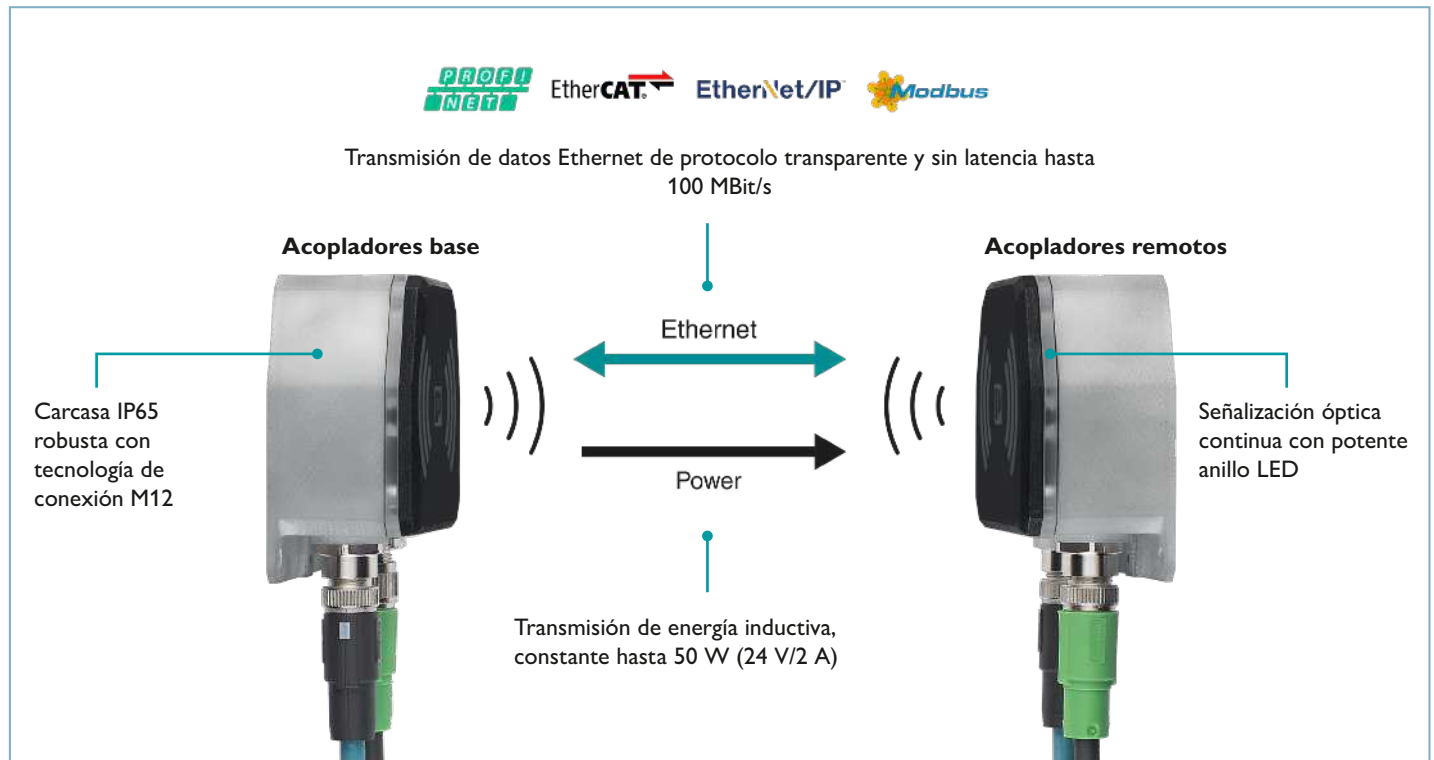 PROFI
NET
EtherCAT®
EtherNet/IP™
Modbus
Transmisión de datos Ethernet de protocolo transparente y sin latencia hasta
100 MBit/s
Acopladores base
Acopladores remotos
Ethernet
Carcasa IP65
robusta con
tecnología de
conexión M12
Señalización óptica
continua con potente
anillo LED
Power
Transmisión de energía inductiva,
constante hasta 50 W (24 V/2 A)